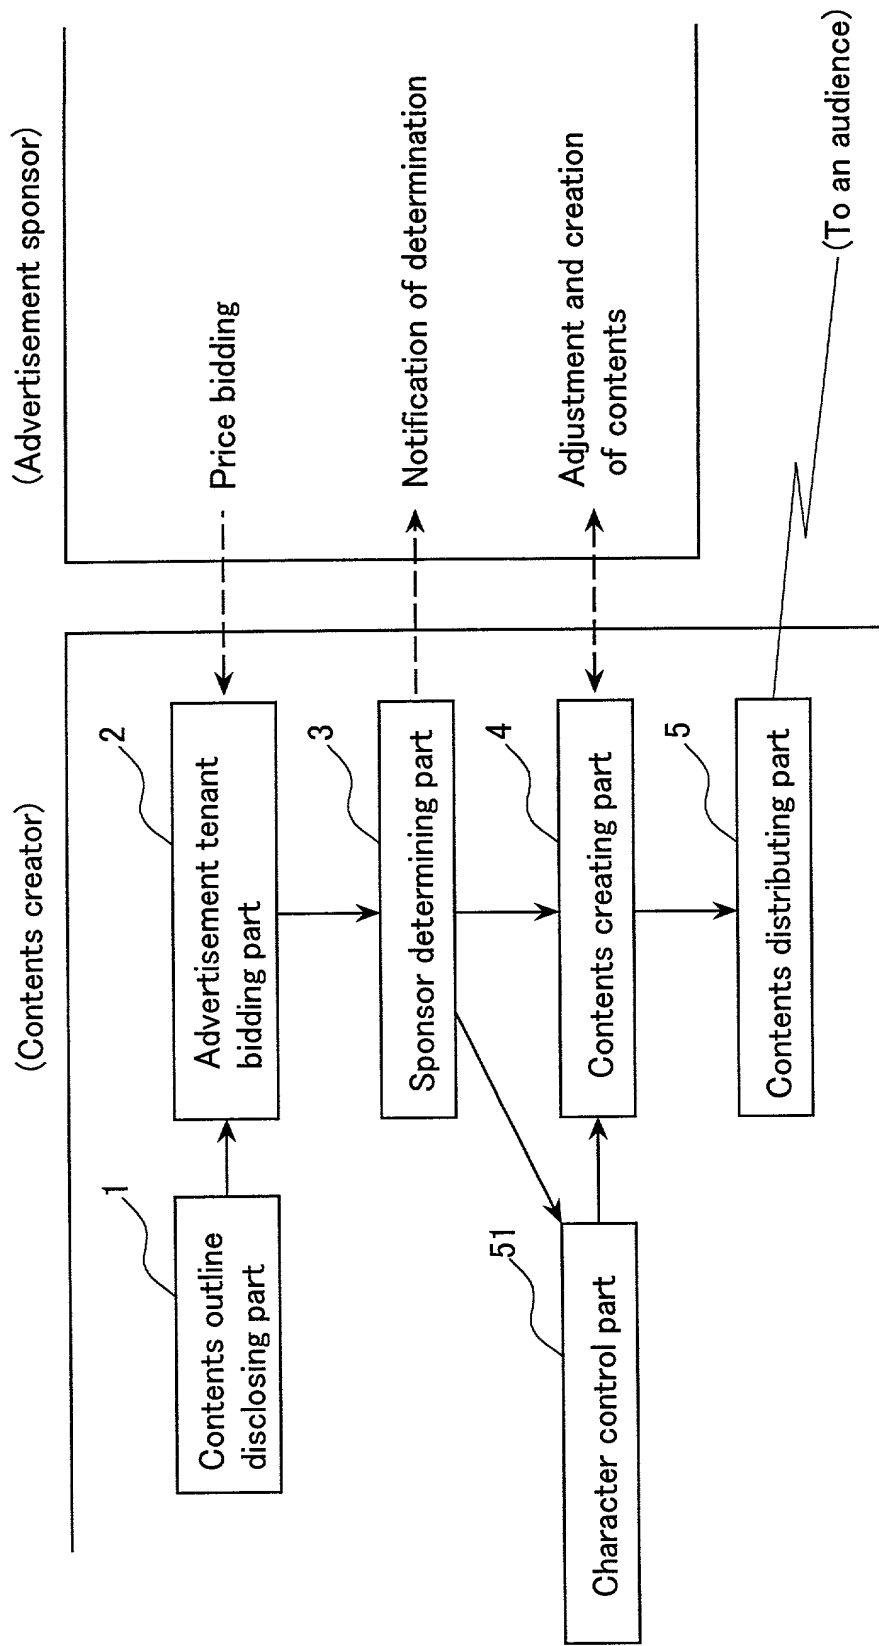 (Contents creator)
(Advertisement sponsor)
1
Contents outline
disclosing part
2
Advertisement tenant
bidding part
Price bidding
3
Sponsor determining part
Notification of determination
51
Character control part
4
Contents creating part
Adjustment and creation
of contents
5
Contents distributing part
(To an audience)